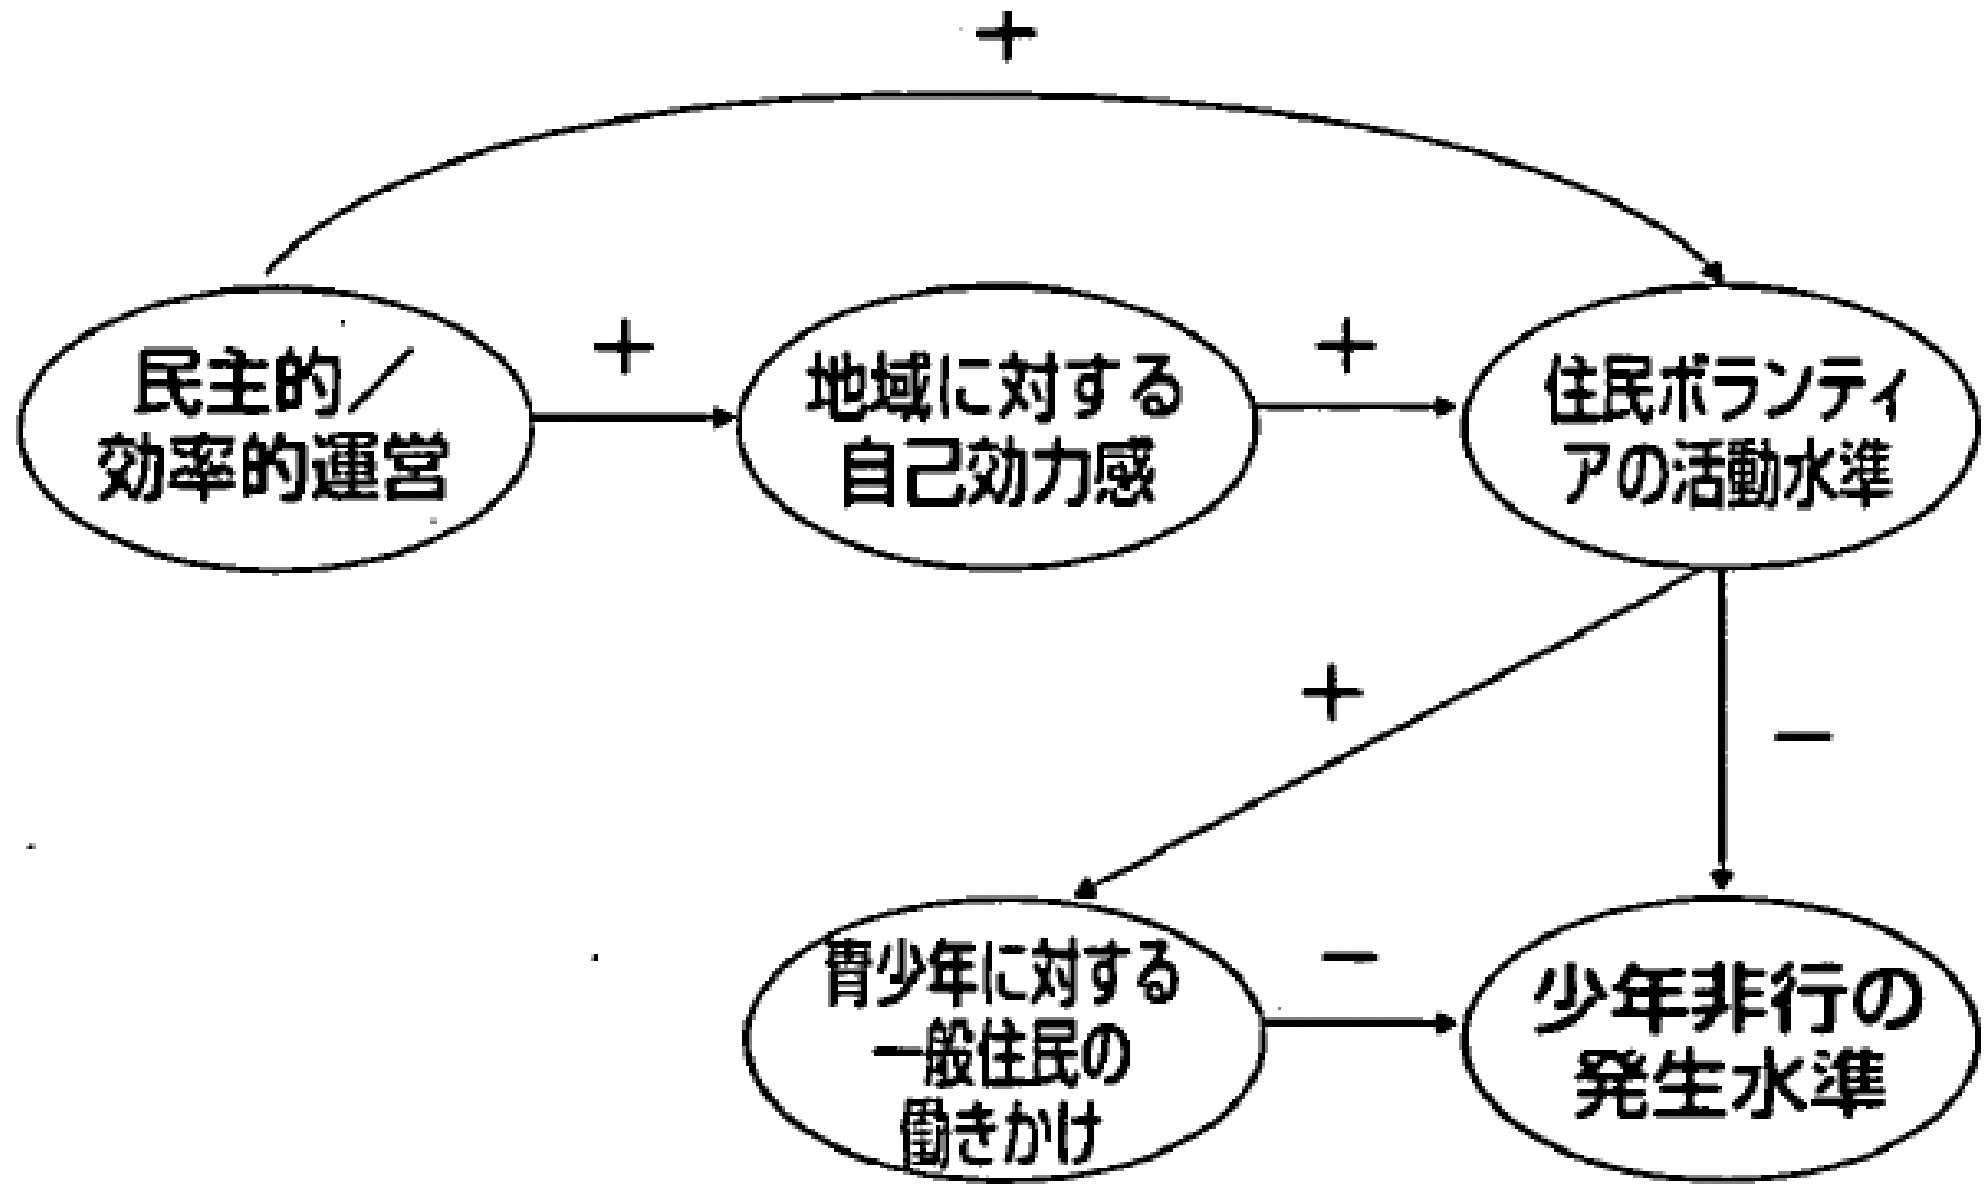 +
民主的／
効率的運営
+
地域に対する
自己効力感
+
住民ボランティ
アの活動水準
+
−
青少年に対する
一般住民の
働きかけ
−
少年非行の
発生水準